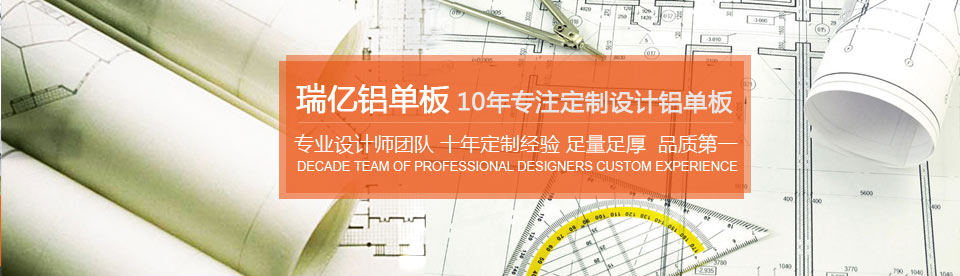 瑞亿铝单板 10年专注定制设计铝单板
专业设计师团队 十年定制经验 足量足厚 品质第一
DECADE TEAM OF PROFESSIONAL DESIGNERS CUSTOM EXPERIENCE